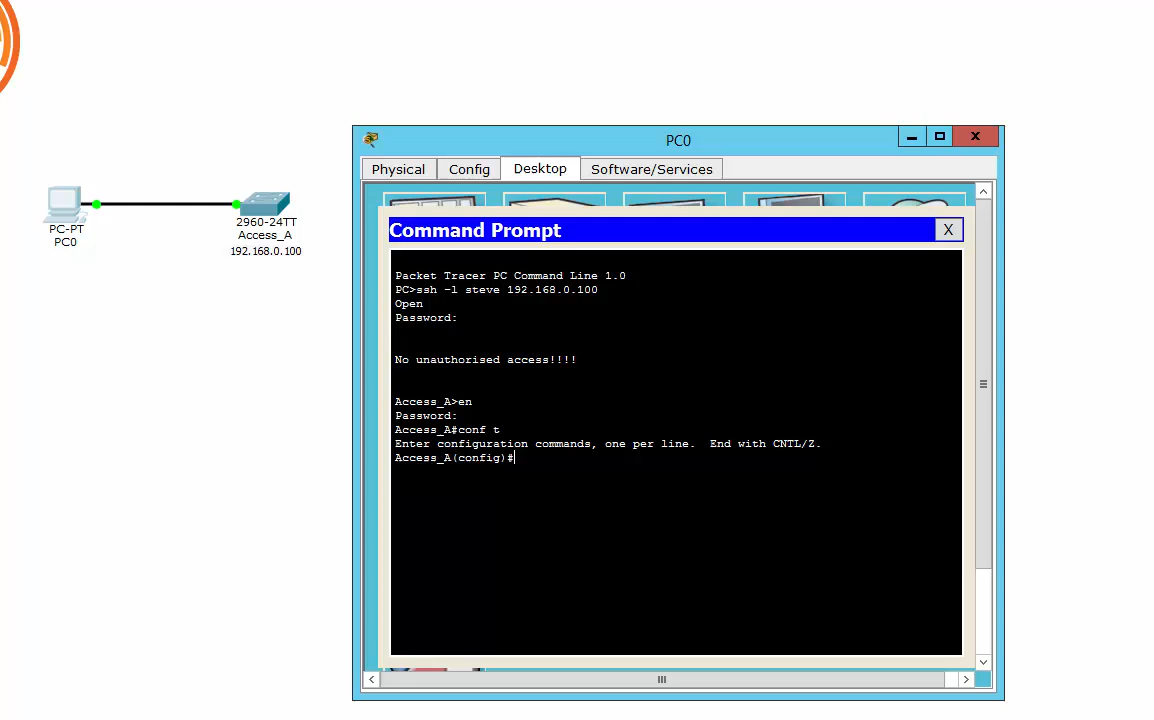 PC-PT
PC0
2960-24TT
Access_A
192.168.0.100
PC0
X
Physical
Config
Desktop
Software/Services
Command Prompt
X
Packet Tracer PC Command Line 1.0
PC>ssh -l steve 192.168.0.100
Open
Password:
No unauthorised access!!!!
Access_A>en
Password:
Access_A#conf t
Enter configuration commands, one per line.  End with CNTL/Z.
Access_A(config)#